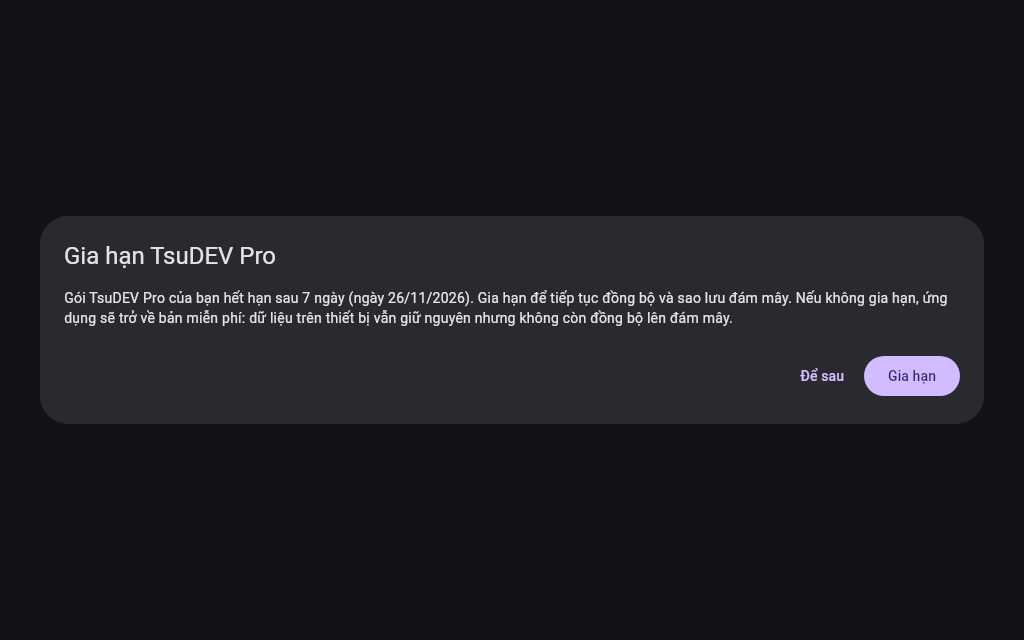 Gia hạn TsuDEV Pro
Gói TsuDEV Pro của bạn hết hạn sau 7 ngày (ngày 26/11/2026). Gia hạn để tiếp tục đồng bộ và sao lưu đám mây. Nếu không gia hạn, ứng
dụng sẽ trở về bản miễn phí: dữ liệu trên thiết bị vẫn giữ nguyên nhưng không còn đồng bộ lên đám mây.
Để sau
Gia hạn